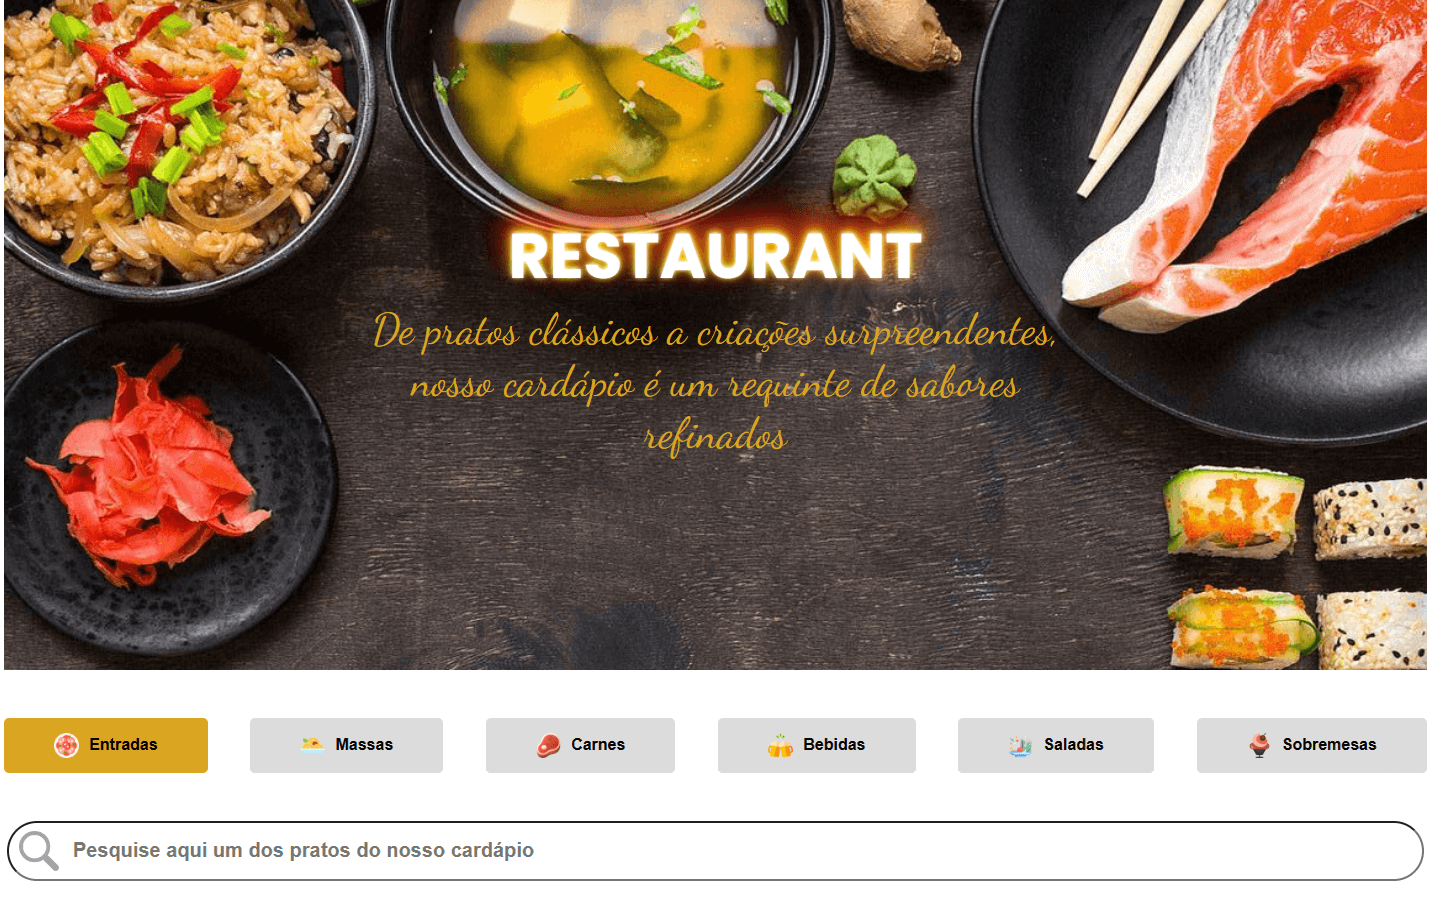 RESTAURANT
De pratos clássicos a criações surpreendentes,
nosso cardápio é um requinte de sabores
refinados
Entradas
Massas
Carnes
Bebidas
Saladas
Sobremesas
Pesquise aqui um dos pratos do nosso cardápio